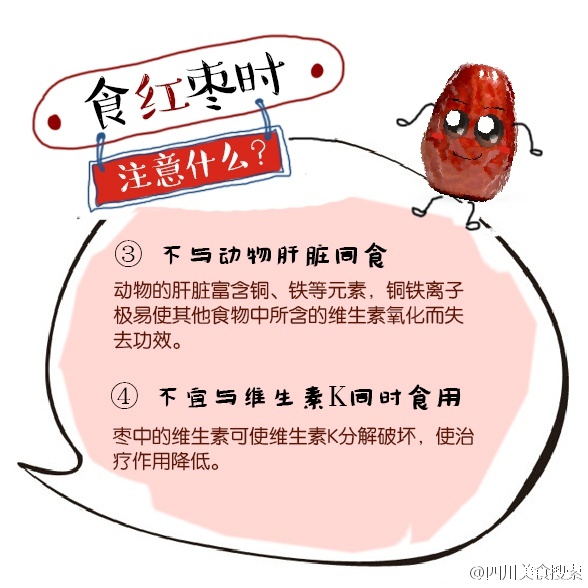 食红枣时
注意什么?
③ 不与动物肝脏同食
动物的肝脏富含铜、铁等元素，铜铁离子
极易使其他食物中所含的维生素氧化而失
去功效。
④ 不宜与维生素K同时食用
枣中的维生素可使维生素K分解破坏，使治
疗作用降低。
@四川美食搜索